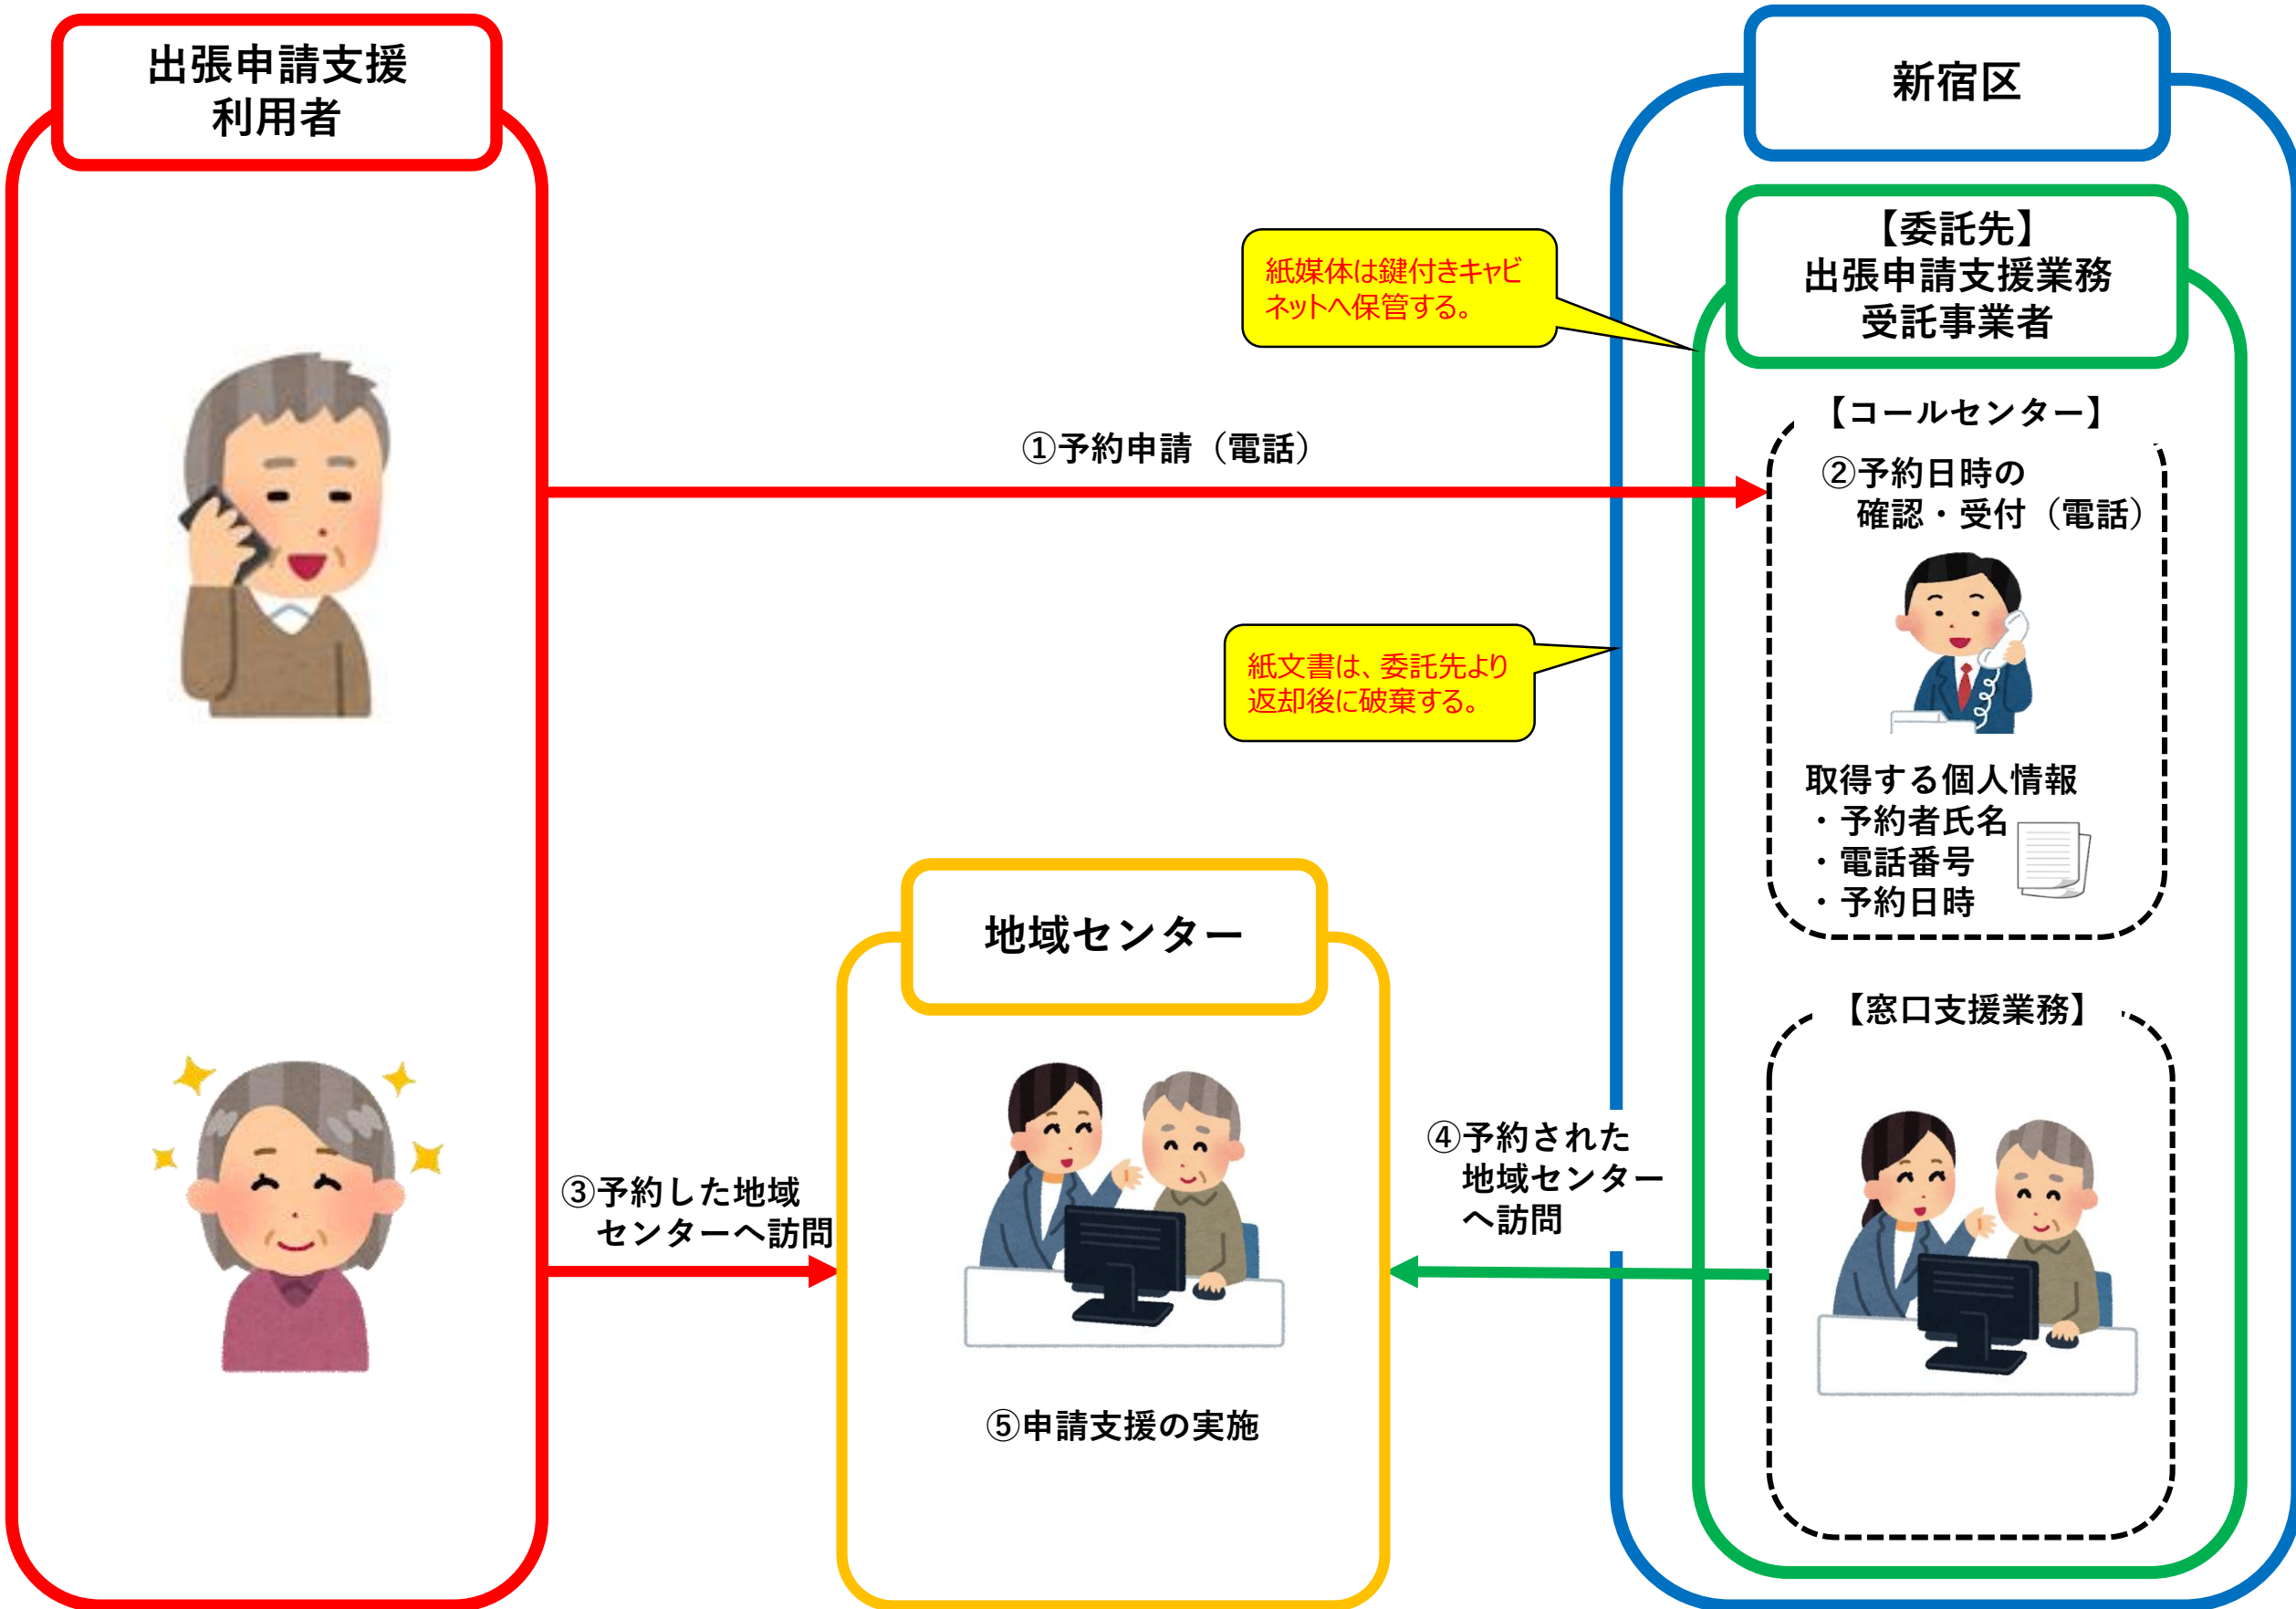 出張申請支援
利用者
新宿区
【委託先】
出張申請支援業務
受託事業者
紙媒体は鍵付きキャビ
ネットへ保管する。
【コールセンター】
①予約申請（電話）
②予約日時の
確認・受付（電話）
紙文書は、委託先より
返却後に破棄する。
取得する個人情報
・予約者氏名
・電話番号
・予約日時
地域センター
【窓口支援業務】
③予約した地域
センターへ訪問
④予約された
地域センター
へ訪問
⑤申請支援の実施